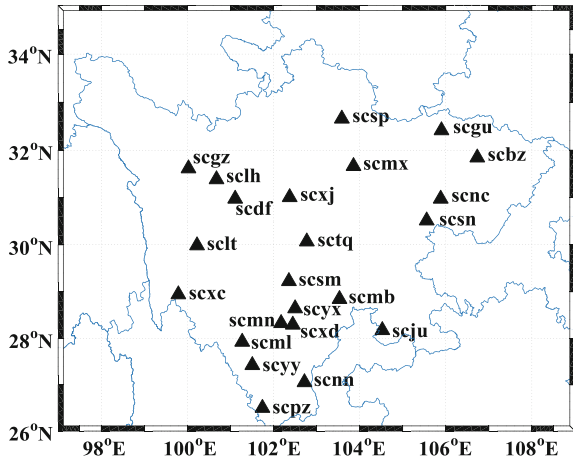 34°N
scsp
scgu
32°N
scgz
scmx
scbz
sclh
scdf
scxj
scnc
scsn
30°N
sclt
sctq
scsm
scxc
scmb
scyx
scmn
scxd
scju
28°N
scml
scyy
scnn
scpz
26°N
98°E 100°E 102°E 104°E 106°E 108°E